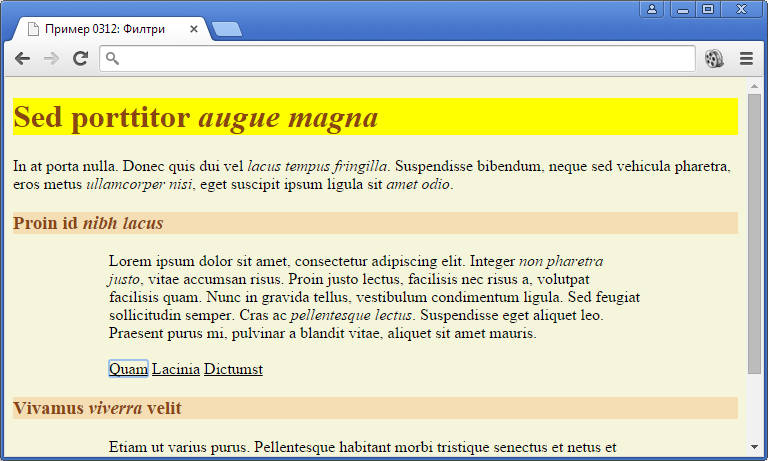 Пример 0312: Филтри
Sed porttitor augue magna
In at porta nulla. Donec quis dui vel lacus tempus fringilla. Suspendisse bibendum, neque sed vehicula pharetra,
eros metus ullamcorper nisi, eget suscipit ipsum ligula sit amet odio.
Proin id nibh lacus
Lorem ipsum dolor sit amet, consectetur adipiscing elit. Integer non pharetra
justo, vitae accumsan risus. Proin justo lectus, facilisis nec risus a, volutpat
facilisis quam. Nunc in gravida tellus, vestibulum condimentum ligula. Sed feugiat
sollicitudin semper. Cras ac pellentesque lectus. Suspendisse eget aliquet leo.
Praesent purus mi, pulvinar a blandit vitae, aliquet sit amet mauris.
Quam Lacinia Dictumst
Vivamus viverra velit
Etiam ut varius purus. Pellentesque habitant morbi tristique senectus et netus et